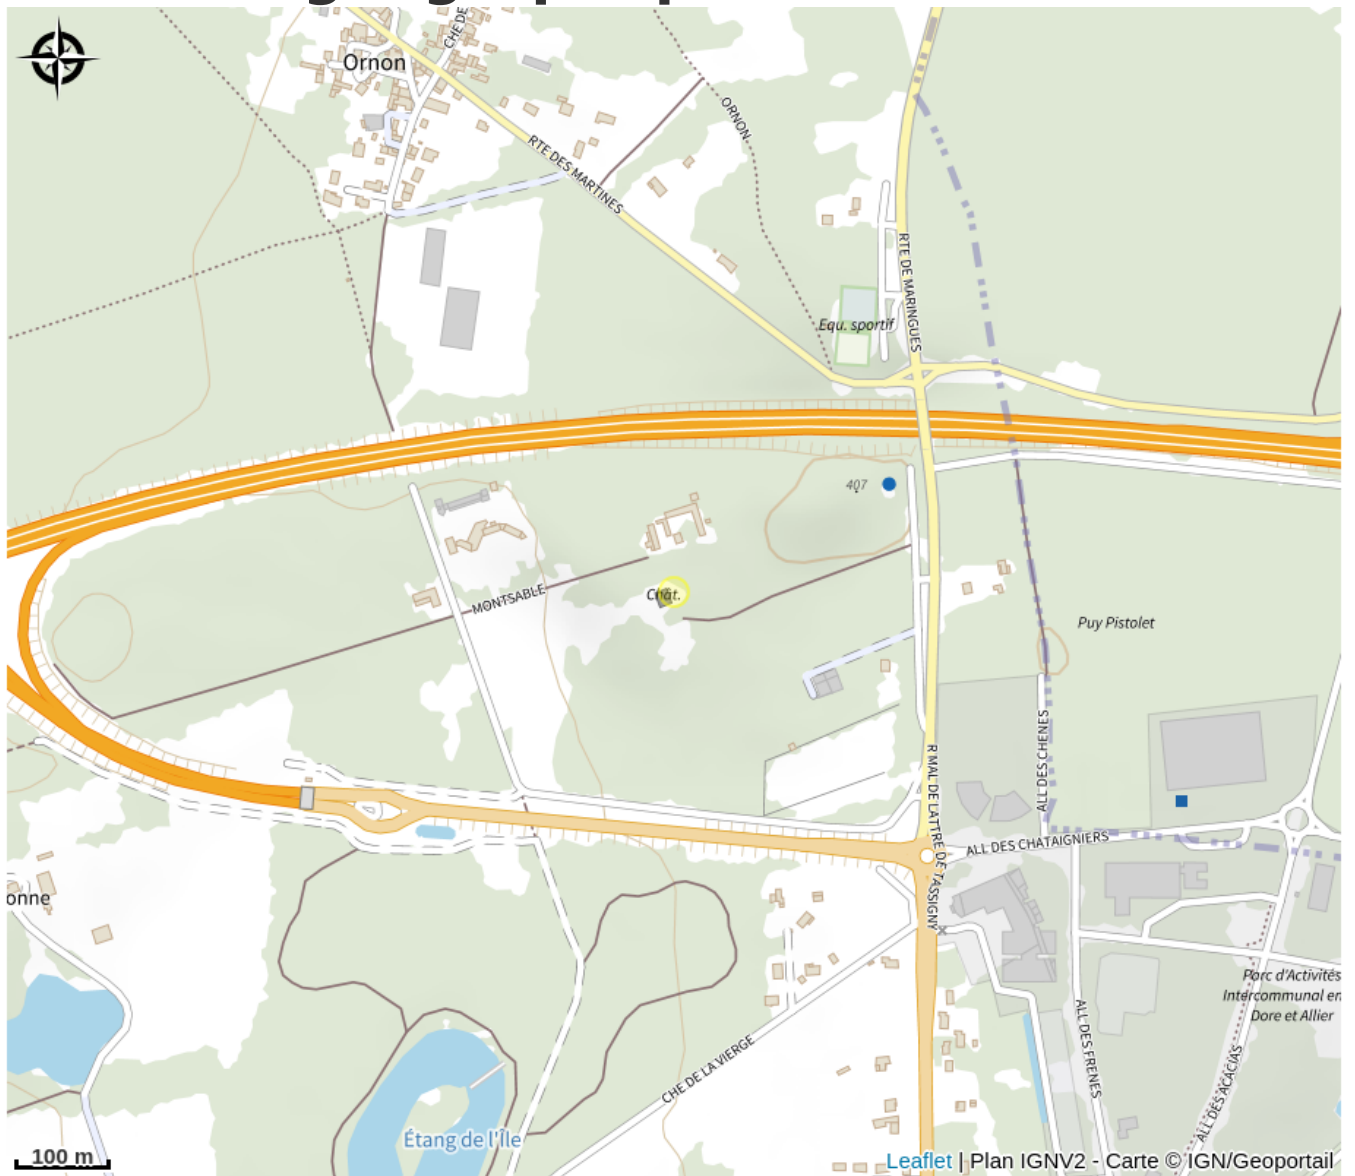 Ornon
CHE DE
ORNON
RTE DES MARTINES
RTE DE MARINGUES
Equ. sportif
407
Chât.
MONTSABLE
Puy Pistolet
ALL DES CHENES
R MAL DE LATTRE DE TASSIGNY
ALL DES CHATAIGNIERS
onne
Parc d'Activités
Intercommunal en
Dore et Allier
ALL DES FRENES
ALL DES ACACIAS
CHE DE LA VIERGE
Étang de l'Île
100 m
Leaflet | Plan IGNV2 - Carte © IGN/Geoportail